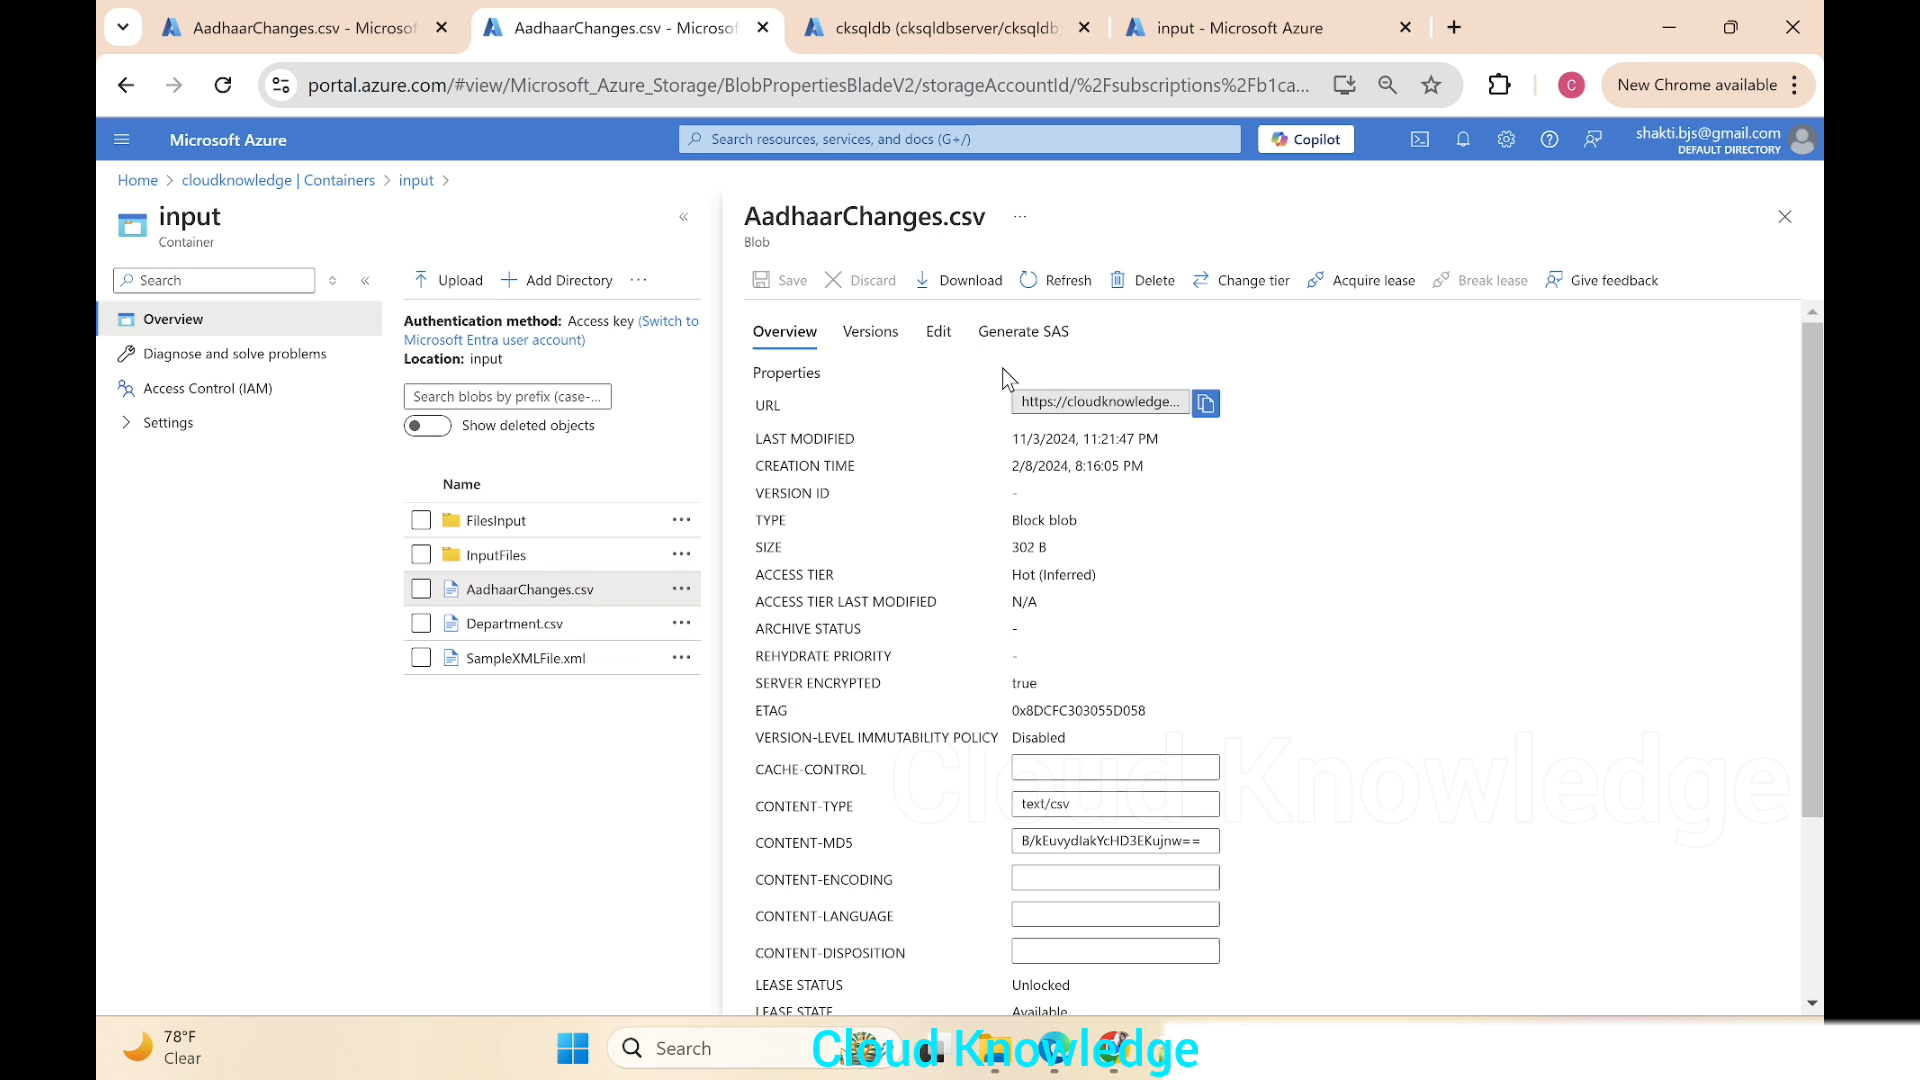 AadhaarChanges.csv - Microsof
AadhaarChanges.csv - Microsof
cksqldb (cksqldbserver/cksqldb
input - Microsoft Azure
portal.azure.com/#view/Microsoft_Azure_Storage/BlobPropertiesBladeV2/storageAccountId/%2Fsubscriptions%2Fb1ca...
C
New Chrome available
Microsoft Azure
Search resources, services, and docs (G+/)
Copilot
shakti.bjs@gmail.com
DEFAULT DIRECTORY
Home > cloudknowledge | Containers > input >
input
Container
Search
Overview
Diagnose and solve problems
Access Control (IAM)
Settings
Upload
Add Directory
Authentication method: Access key (Switch to
Microsoft Entra user account)
Location: input
Search blobs by prefix (case-...
Show deleted objects
Name
FilesInput
InputFiles
AadhaarChanges.csv
Department.csv
SampleXMLFile.xml
AadhaarChanges.csv ...
Blob
Save Discard Download Refresh Delete Change tier Acquire lease Break lease Give feedback
Overview Versions Edit Generate SAS
Properties
URL https://cloudknowledge...
LAST MODIFIED 11/3/2024, 11:21:47 PM
CREATION TIME 2/8/2024, 8:16:05 PM
VERSION ID -
TYPE Block blob
SIZE 302 B
ACCESS TIER Hot (Inferred)
ACCESS TIER LAST MODIFIED N/A
ARCHIVE STATUS -
REHYDRATE PRIORITY -
SERVER ENCRYPTED true
ETAG 0x8DCFC303055D058
VERSION-LEVEL IMMUTABILITY POLICY Disabled
CACHE-CONTROL
CONTENT-TYPE text/csv
CONTENT-MD5 B/kEuvydlakYcHD3EKujnw==
CONTENT-ENCODING
CONTENT-LANGUAGE
CONTENT-DISPOSITION
LEASE STATUS Unlocked
LEASE STATE Available
Cloud Knowledge
78°F
Clear
Search
Cloud Knowledge